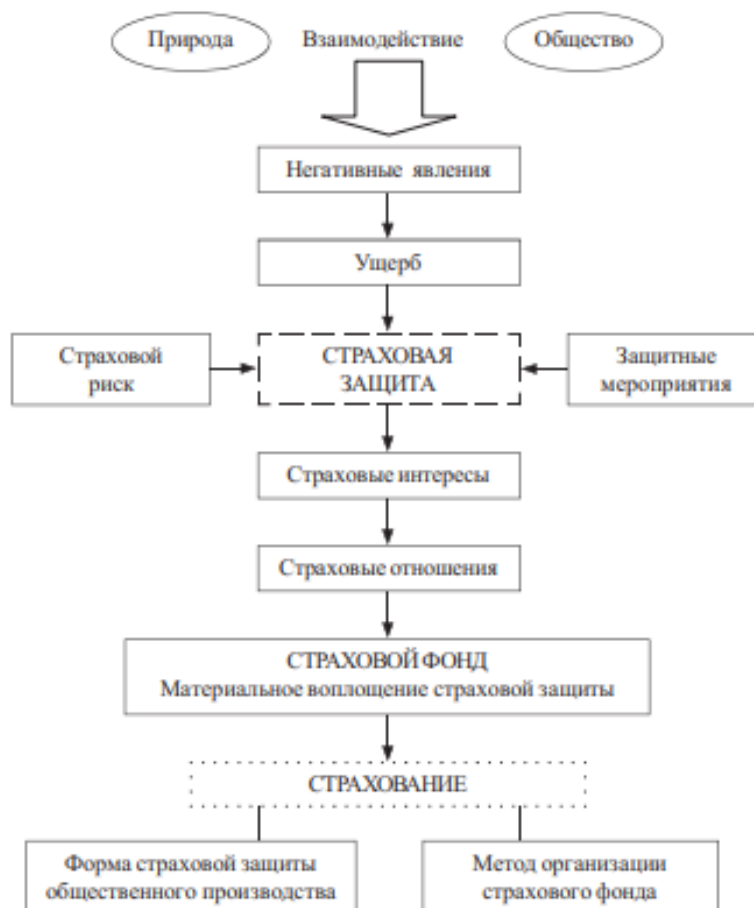 Природа Взаимодействие Общество
Негативные явления
Ущерб
Страховой
риск
СТРАХОВАЯ
ЗАЩИТА
Защитные
мероприятия
Страховые интересы
Страховые отношения
СТРАХОВОЙ ФОНД
Материальное воплощение страховой защиты
СТРАХОВАНИЕ
Форма страховой защиты
общественного производства
Метод организации
страхового фонда